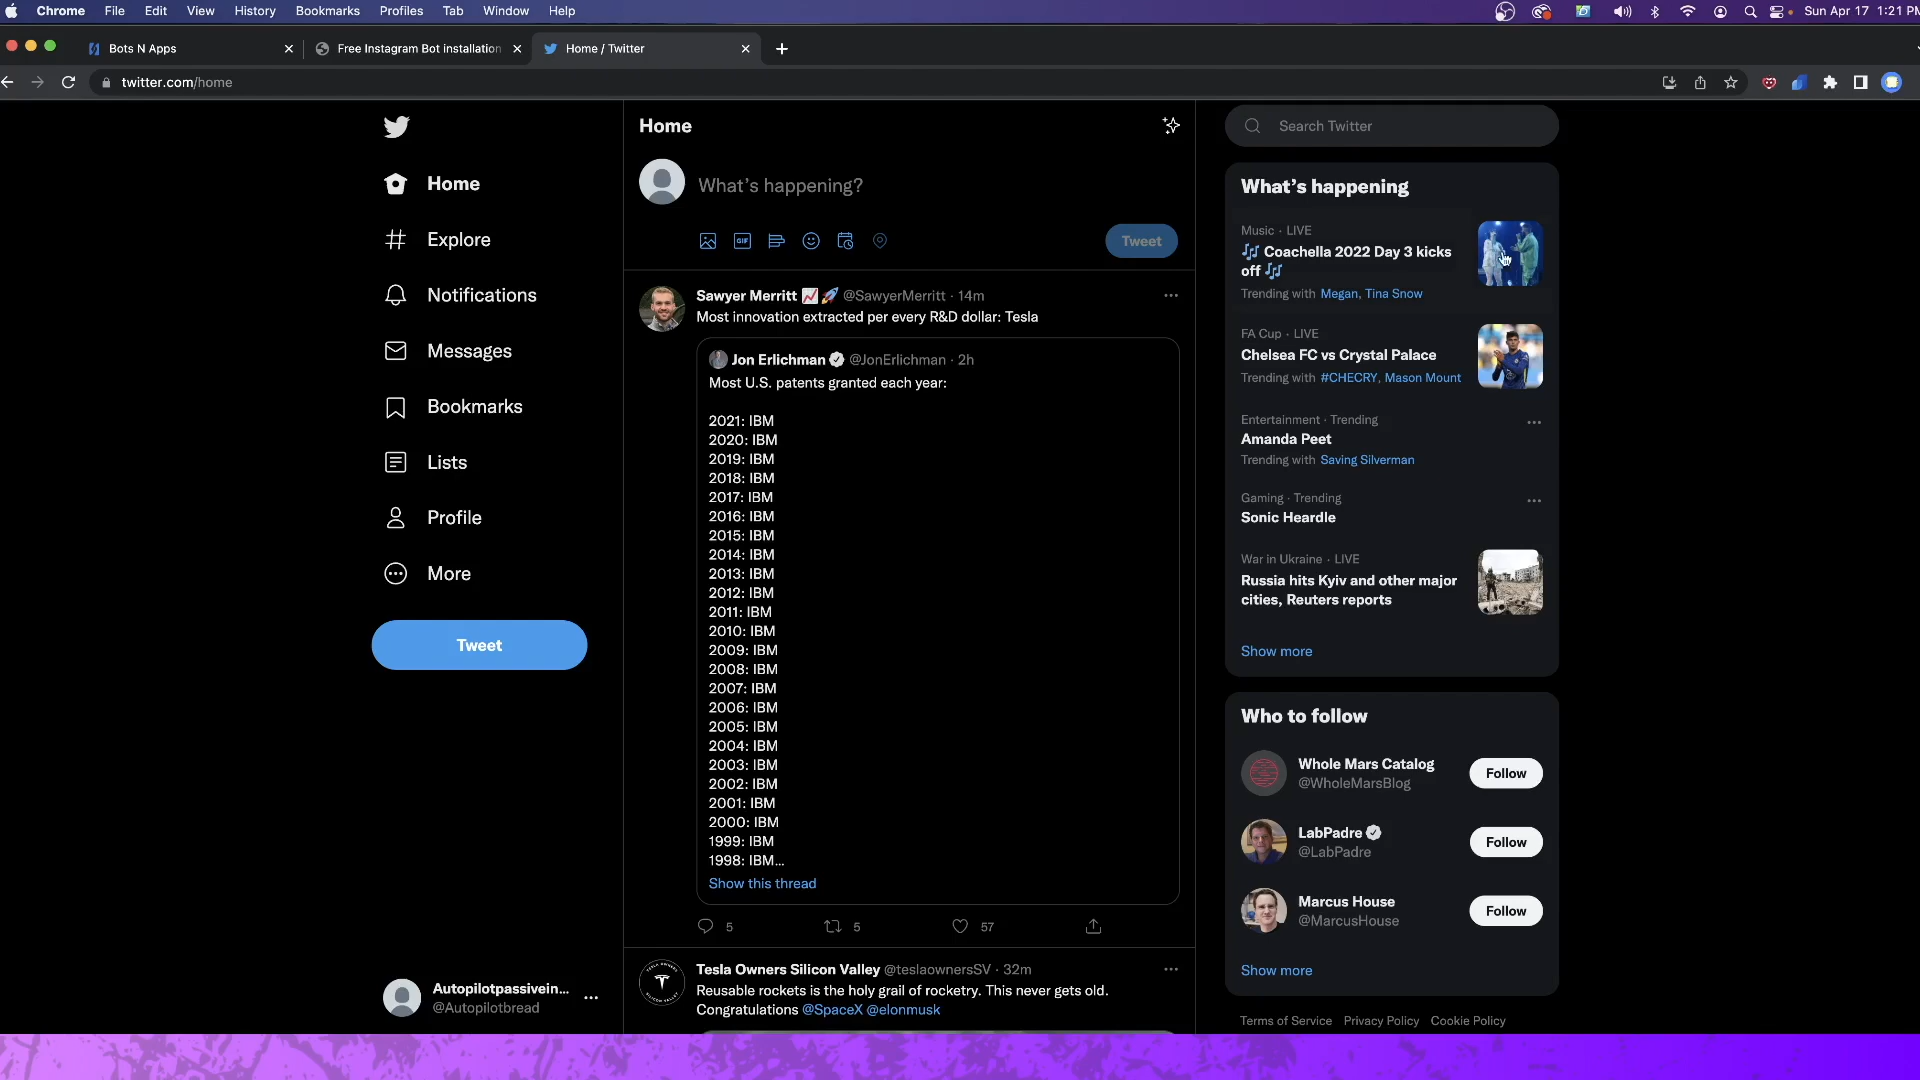 Chrome File Edit View History Bookmarks Profiles Tab Window Help
Sun Apr 17 1:21 PM
Bots N Apps
Free Instagram Bot installation
Home / Twitter
twitter.com/home
Home
Explore
Notifications
Messages
Bookmarks
Lists
Profile
More
Tweet
Autopilotpassivein...
@Autopilotbread
Home
What's happening?
GIF
Tweet
Sawyer Merritt 📈🚀 @SawyerMerritt · 14m
Most innovation extracted per every R&D dollar: Tesla
Jon Erlichman @JonErlichman · 2h
Most U.S. patents granted each year:
2021: IBM
2020: IBM
2019: IBM
2018: IBM
2017: IBM
2016: IBM
2015: IBM
2014: IBM
2013: IBM
2012: IBM
2011: IBM
2010: IBM
2009: IBM
2008: IBM
2007: IBM
2006: IBM
2005: IBM
2004: IBM
2003: IBM
2002: IBM
2001: IBM
2000: IBM
1999: IBM
1998: IBM...
Show this thread
5 5 57
Tesla Owners Silicon Valley @teslaownersSV · 32m
Reusable rockets is the holy grail of rocketry. This never gets old.
Congratulations @SpaceX @elonmusk
Search Twitter
What's happening
Music · LIVE
🎶 Coachella 2022 Day 3 kicks
off 🎶
Trending with Megan, Tina Snow
FA Cup · LIVE
Chelsea FC vs Crystal Palace
Trending with #CHECRY, Mason Mount
Entertainment · Trending
Amanda Peet
Trending with Saving Silverman
Gaming · Trending
Sonic Heardle
War in Ukraine · LIVE
Russia hits Kyiv and other major
cities, Reuters reports
Show more
Who to follow
Whole Mars Catalog
@WholeMarsBlog
Follow
LabPadre
@LabPadre
Follow
Marcus House
@MarcusHouse
Follow
Show more
Terms of Service Privacy Policy Cookie Policy